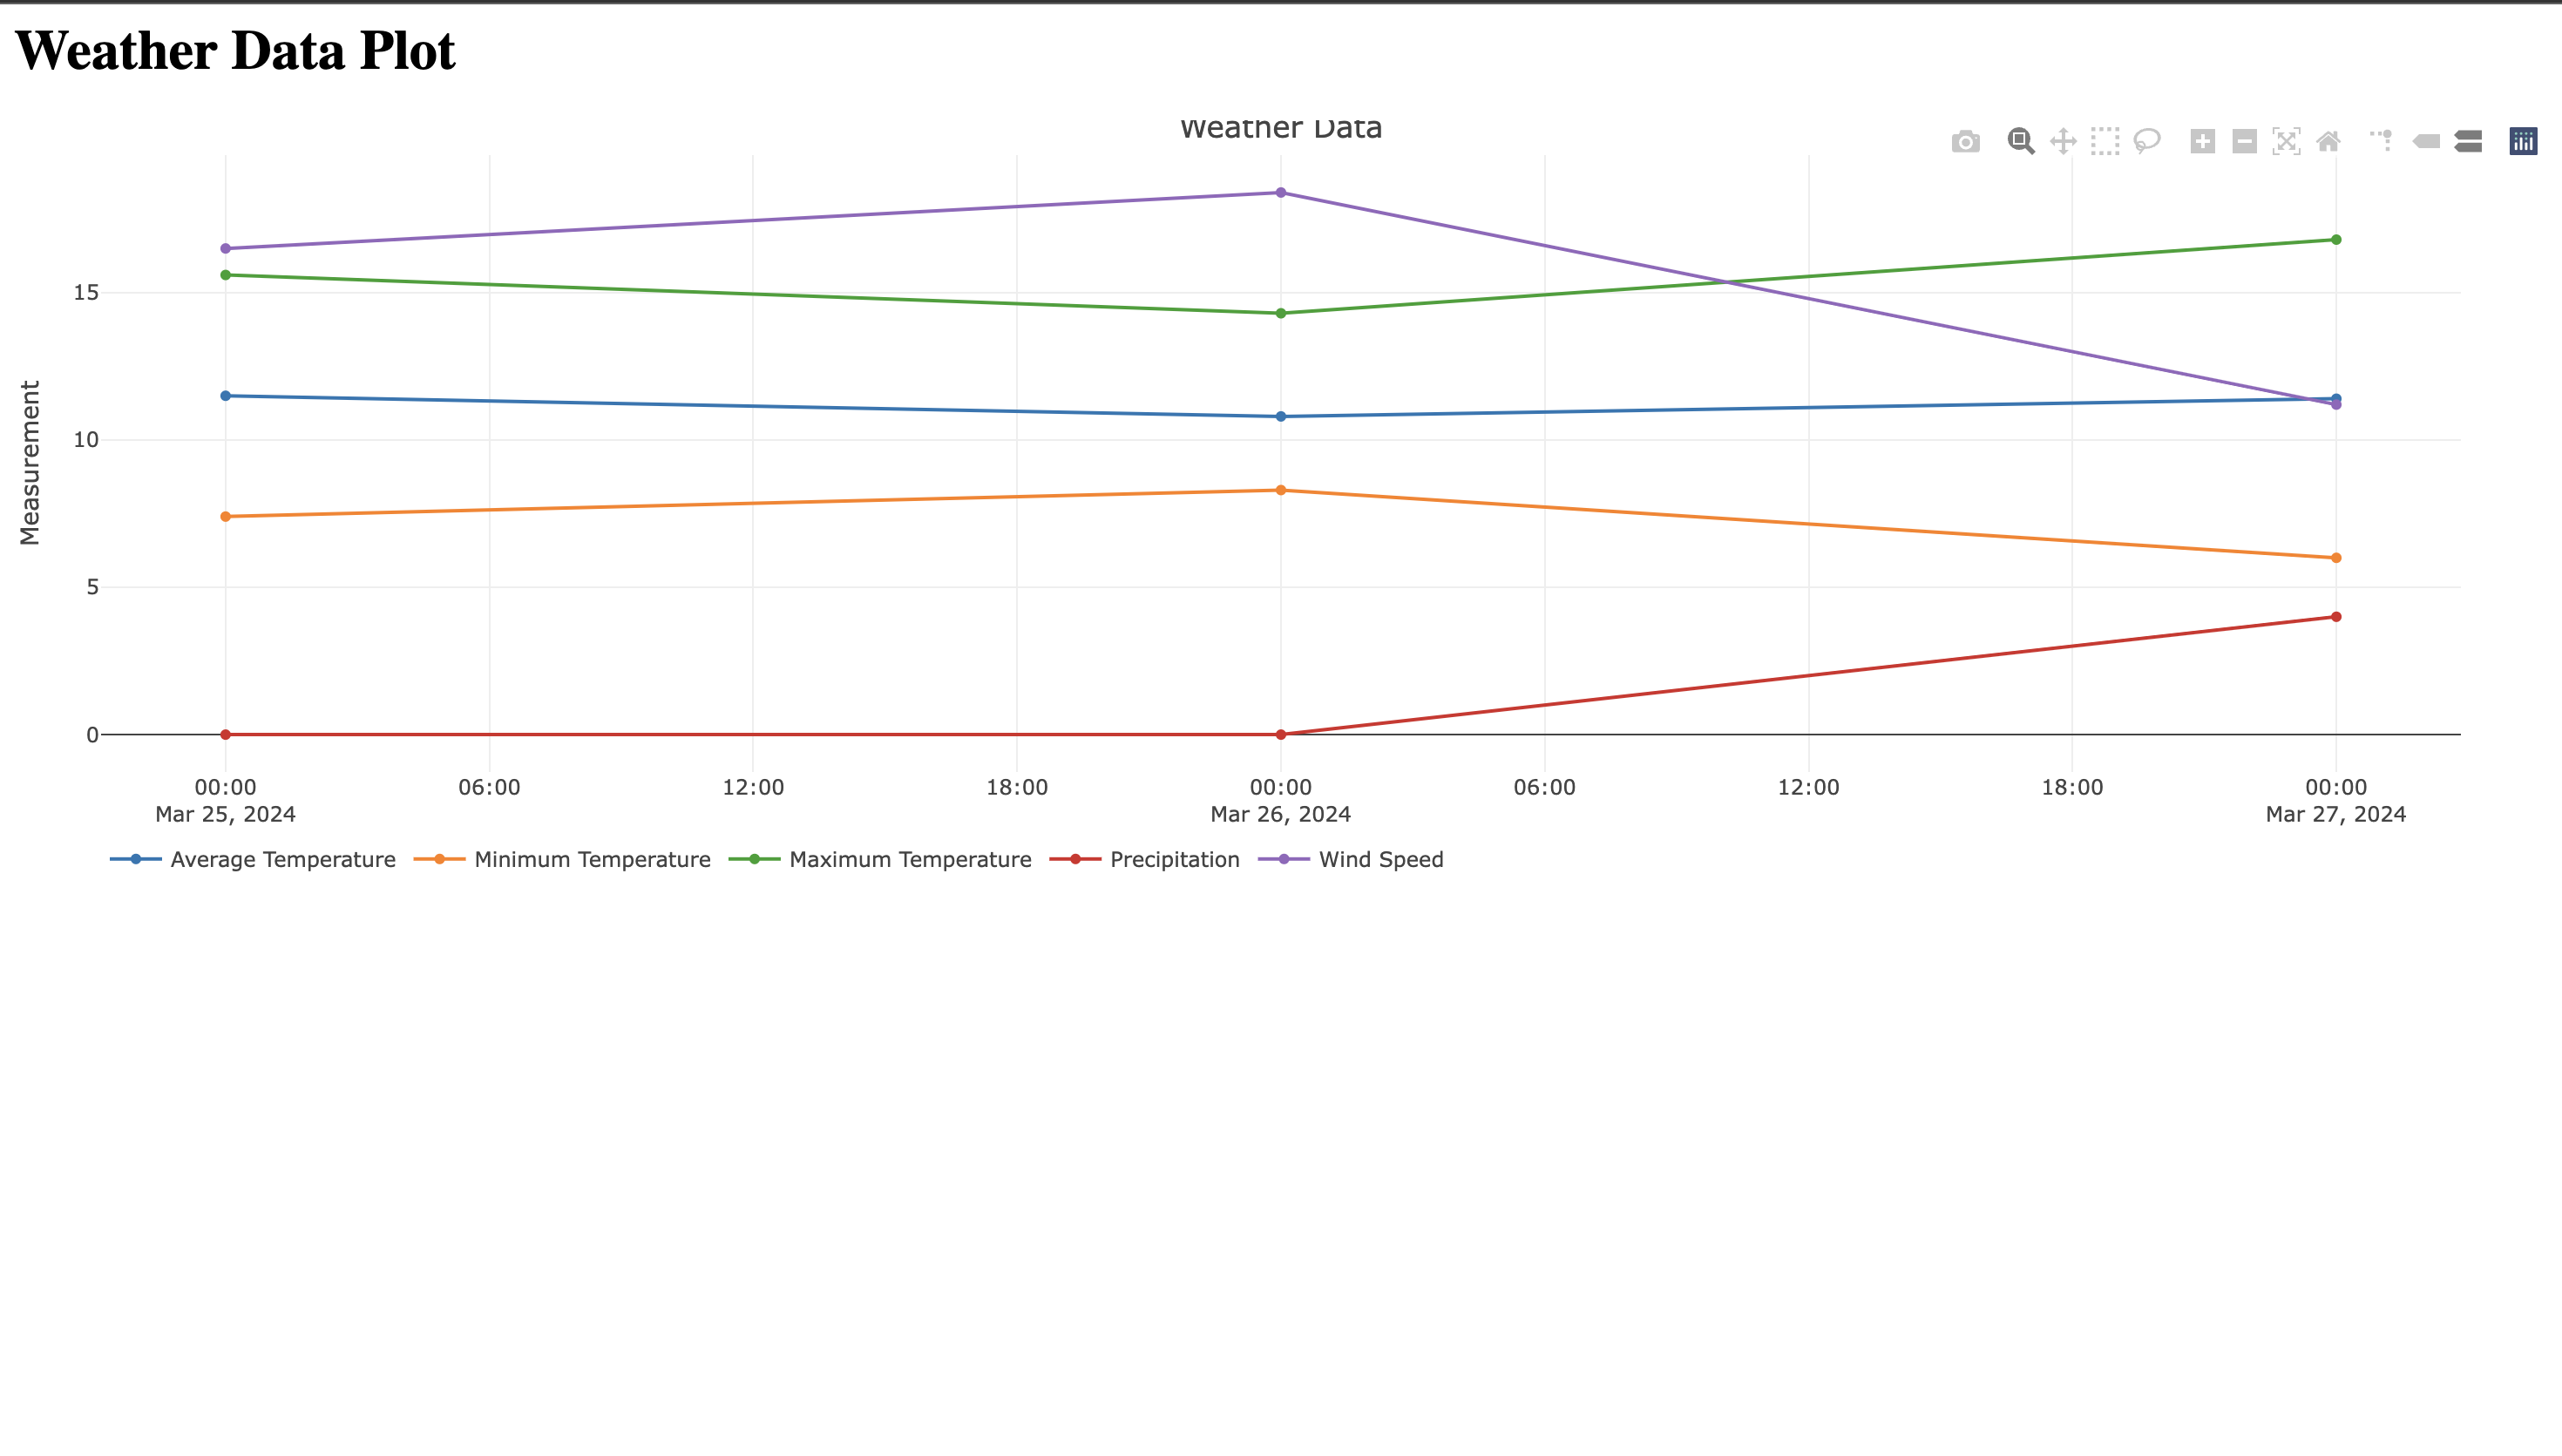 Weather Data Plot
Weather Data
Measurement
15
10
5
0
00:00 06:00 12:00 18:00 00:00 06:00 12:00 18:00 00:00
Mar 25, 2024 Mar 26, 2024 Mar 27, 2024
Average Temperature Minimum Temperature Maximum Temperature Precipitation Wind Speed